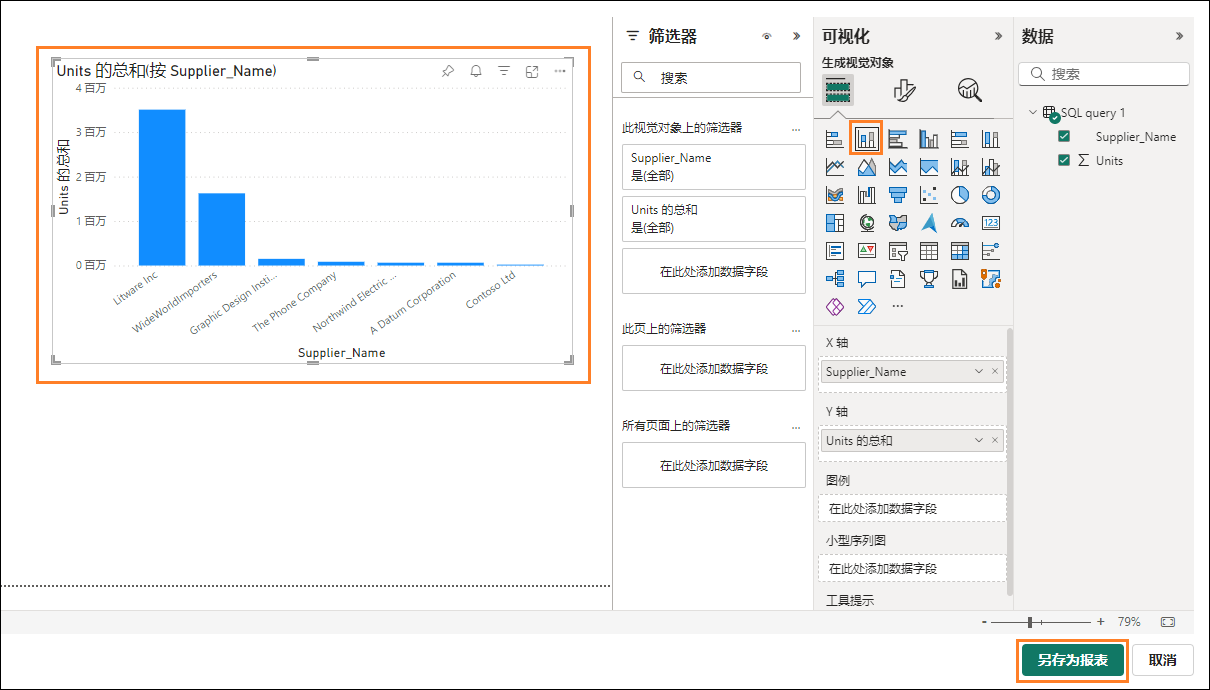 Units 的总和(按 Supplier_Name)
4 百万
3 百万
2 百万
1 百万
0 百万
Units 的总和
Litware Inc
WideWorldImporters
Graphic Design Insti...
The Phone Company
Northwind Electric ...
A Datum Corporation
Contoso Ltd
Supplier_Name
筛选器
搜索
此视觉对象上的筛选器
Supplier_Name
是(全部)
Units 的总和
是(全部)
在此处添加数据字段
此页上的筛选器
在此处添加数据字段
所有页面上的筛选器
在此处添加数据字段
可视化
生成视觉对象
123
X 轴
Supplier_Name
Y 轴
Units 的总和
图例
在此处添加数据字段
小型序列图
在此处添加数据字段
工具提示
数据
搜索
SQL query 1
Supplier_Name
Units
- + 79%
另存为报表
取消